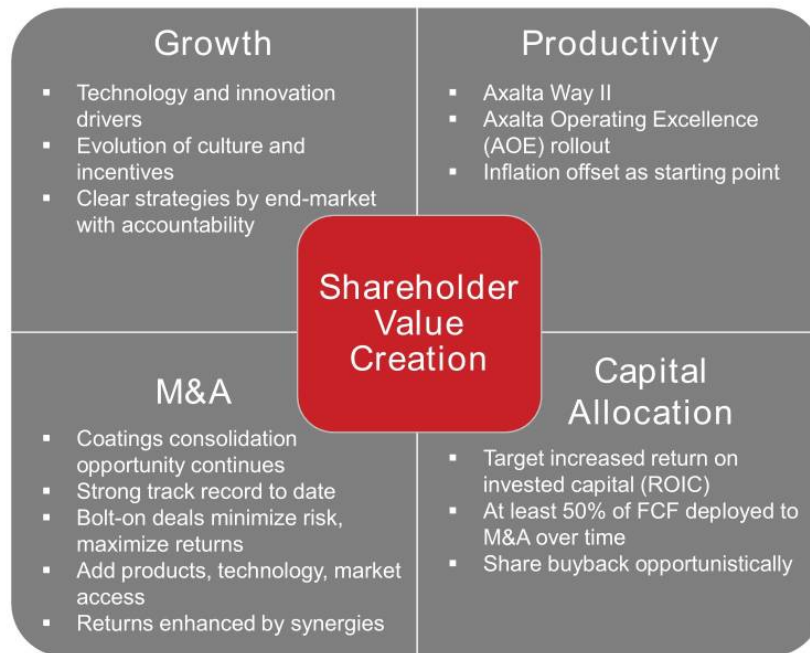 Growth
▪ Technology and innovation
drivers
▪ Evolution of culture and
incentives
▪ Clear strategies by end-market
with accountability
Productivity
▪ Axalta Way II
▪ Axalta Operating Excellence
(AOE) rollout
▪ Inflation offset as starting point
Shareholder
Value
Creation
M&A
▪ Coatings consolidation
opportunity continues
▪ Strong track record to date
▪ Bolt-on deals minimize risk,
maximize returns
▪ Add products, technology, market
access
▪ Returns enhanced by synergies
Capital
Allocation
▪ Target increased return on
invested capital (ROIC)
▪ At least 50% of FCF deployed to
M&A over time
▪ Share buyback opportunistically